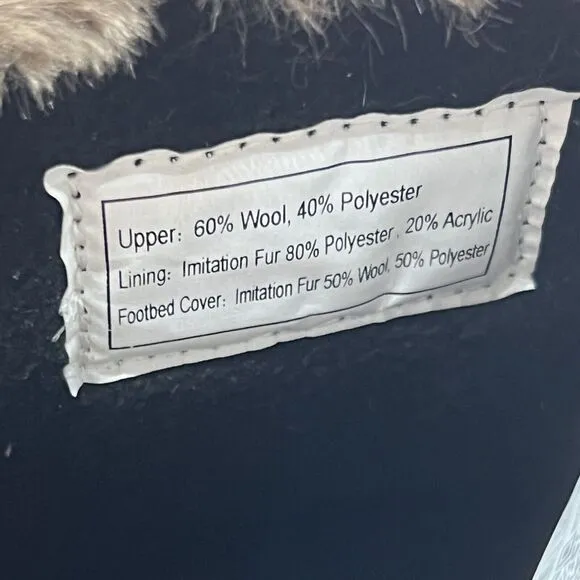 Upper: 60% Wool, 40% Polyester
Lining: Imitation Fur 80% Polyester, 20% Acrylic
Footbed Cover: Imitation Fur 50% Wool, 50% Polyester